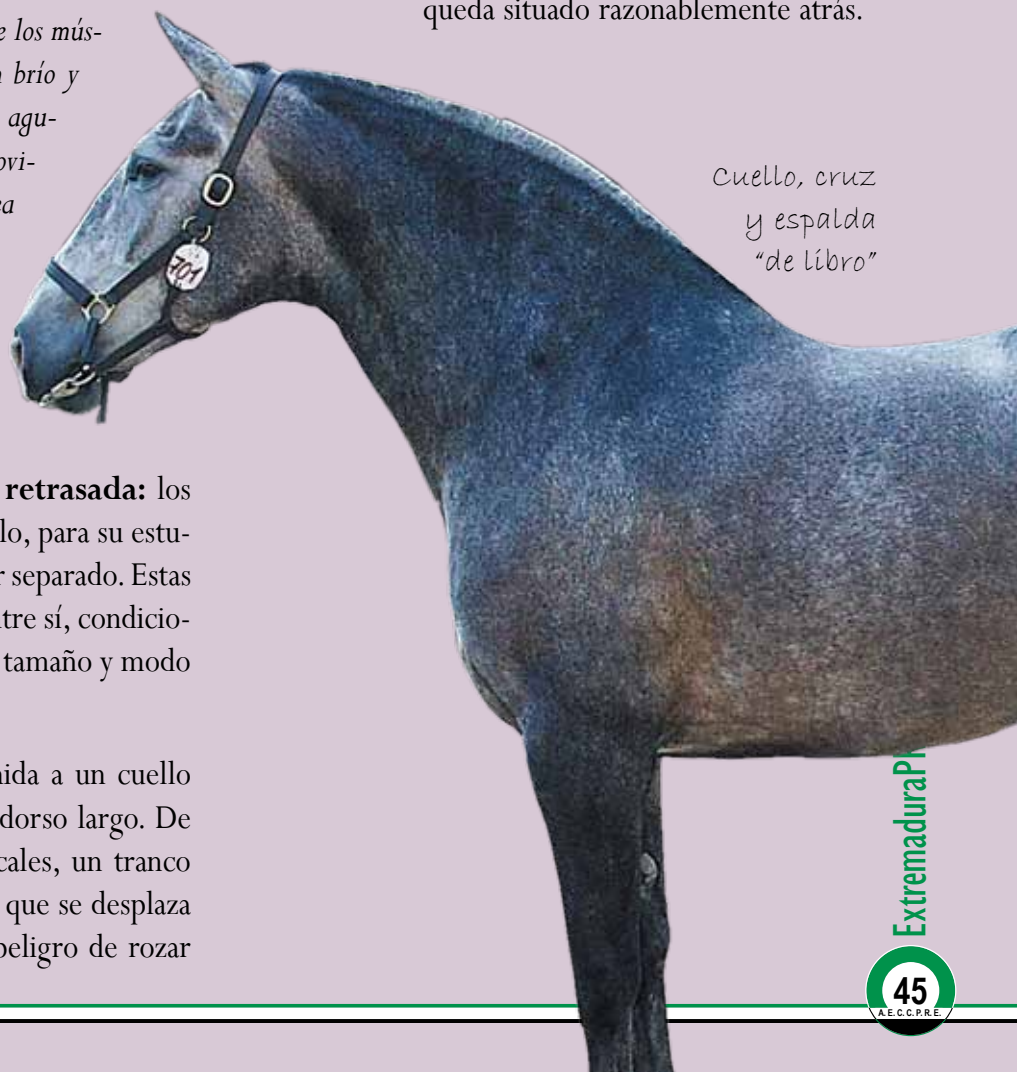 e los mús-
brío y
agu-
ovi-
retrasada: los
lo, para su estu-
r separado. Estas
tre sí, condicio-
tamaño y modo
ida a un cuello
dorso largo. De
cales, un tranco
que se desplaza
peligro de rozar
queda situado razonablemente atrás.
Cuello, cruz
y espalda
“de libro”
701
ExtremaduraP
45
A.E.C.C.P.R.E.